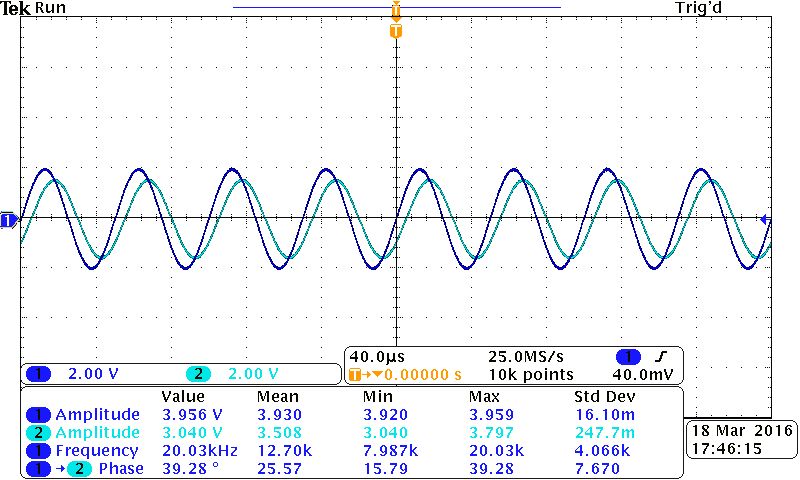 Tek Run Trig'd
T
T
1
40.0µs 25.0MS/s 1
1 2.00 V 2 2.00 V T→▼0.00000 s 10k points 40.0mV
Value Mean Min Max Std Dev
1 Amplitude 3.956 V 3.930 3.920 3.959 16.10m
2 Amplitude 3.040 V 3.508 3.040 3.797 247.7m
1 Frequency 20.03kHz 12.70k 7.987k 20.03k 4.066k
1 → 2 Phase 39.28 ° 25.57 15.79 39.28 7.670
18 Mar 2016
17:46:15